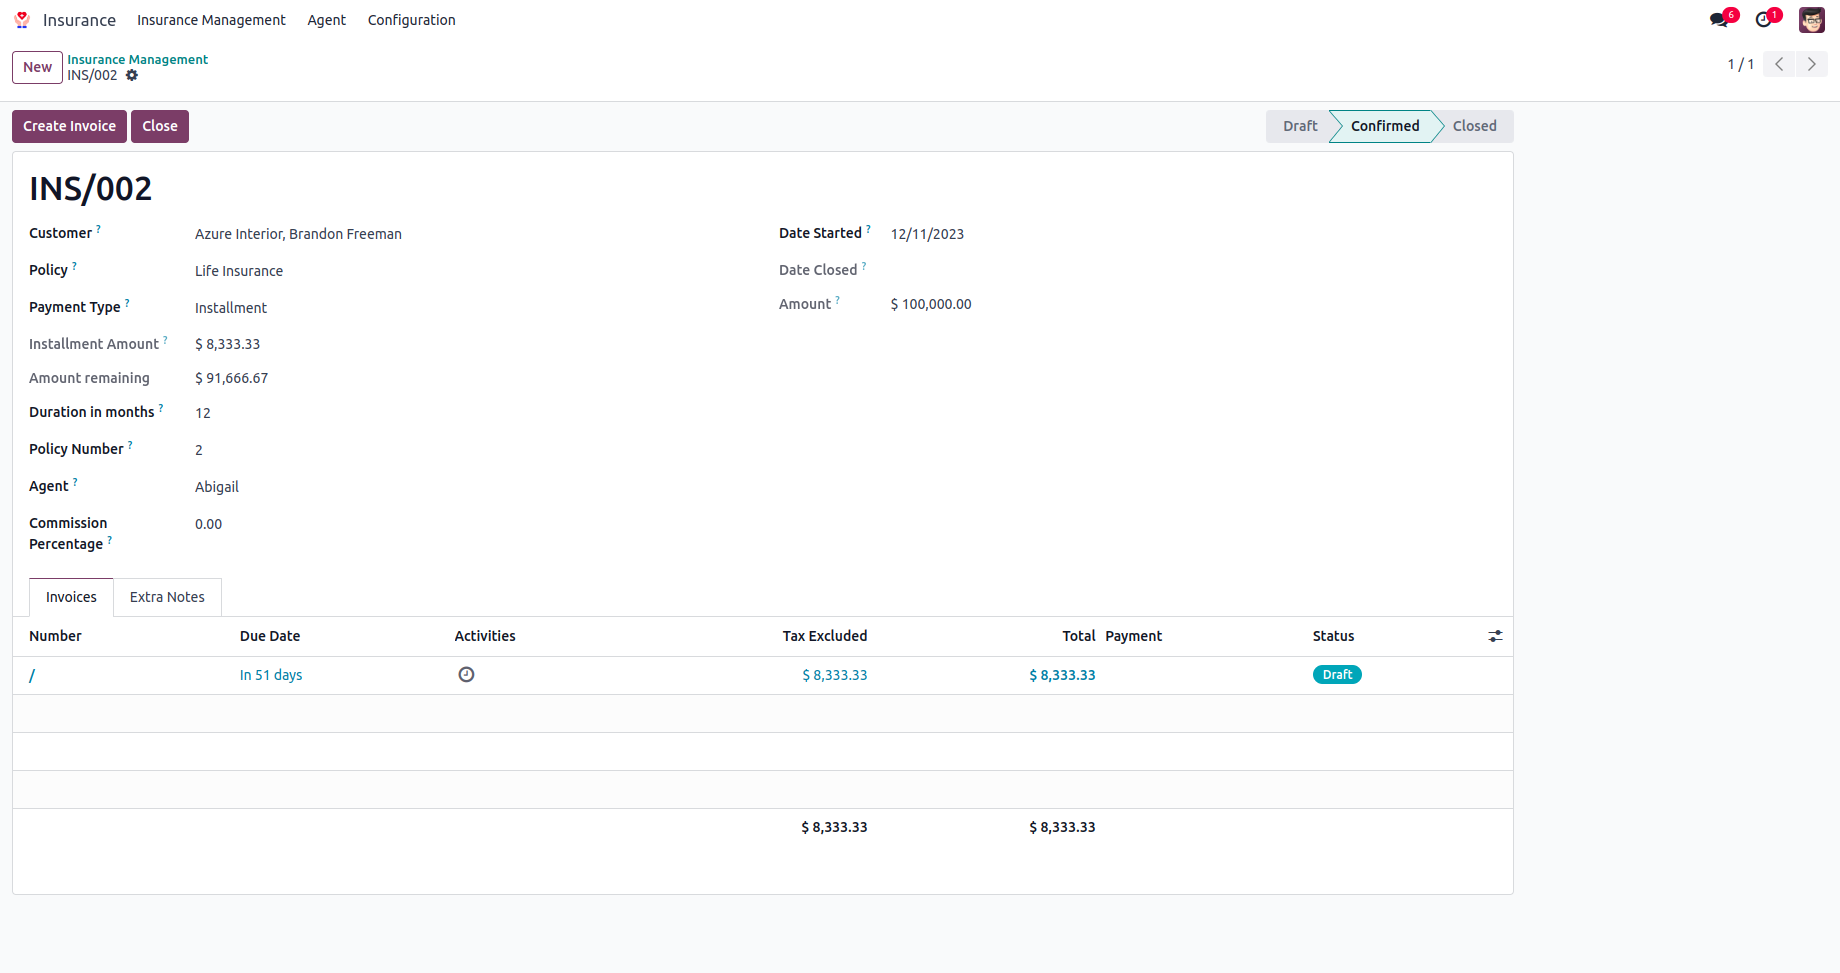 Insurance Insurance Management Agent Configuration 6 1
New Insurance Management
INS/002 1 / 1
Create Invoice Close Draft Confirmed Closed
INS/002
Customer ? Azure Interior, Brandon Freeman Date Started ? 12/11/2023
Policy ? Life Insurance Date Closed ?
Payment Type ? Installment Amount ? $ 100,000.00
Installment Amount ? $ 8,333.33
Amount remaining $ 91,666.67
Duration in months ? 12
Policy Number ? 2
Agent ? Abigail
Commission 0.00
Percentage ?
Invoices Extra Notes
Number Due Date Activities Tax Excluded Total Payment Status
/ In 51 days $ 8,333.33 $ 8,333.33 Draft
$ 8,333.33 $ 8,333.33